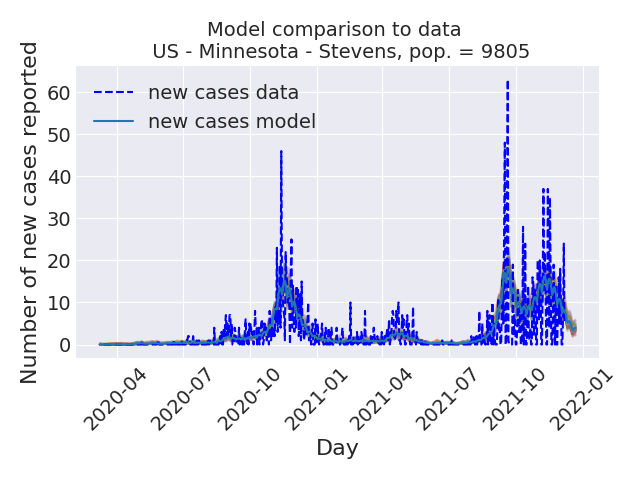 Model comparison to data
US - Minnesota - Stevens, pop. = 9805
Number of new cases reported
60
50
40
30
20
10
0
new cases data
new cases model
2020-04
2020-07
2020-10
2021-01
2021-04
2021-07
2021-10
2022-01
Day